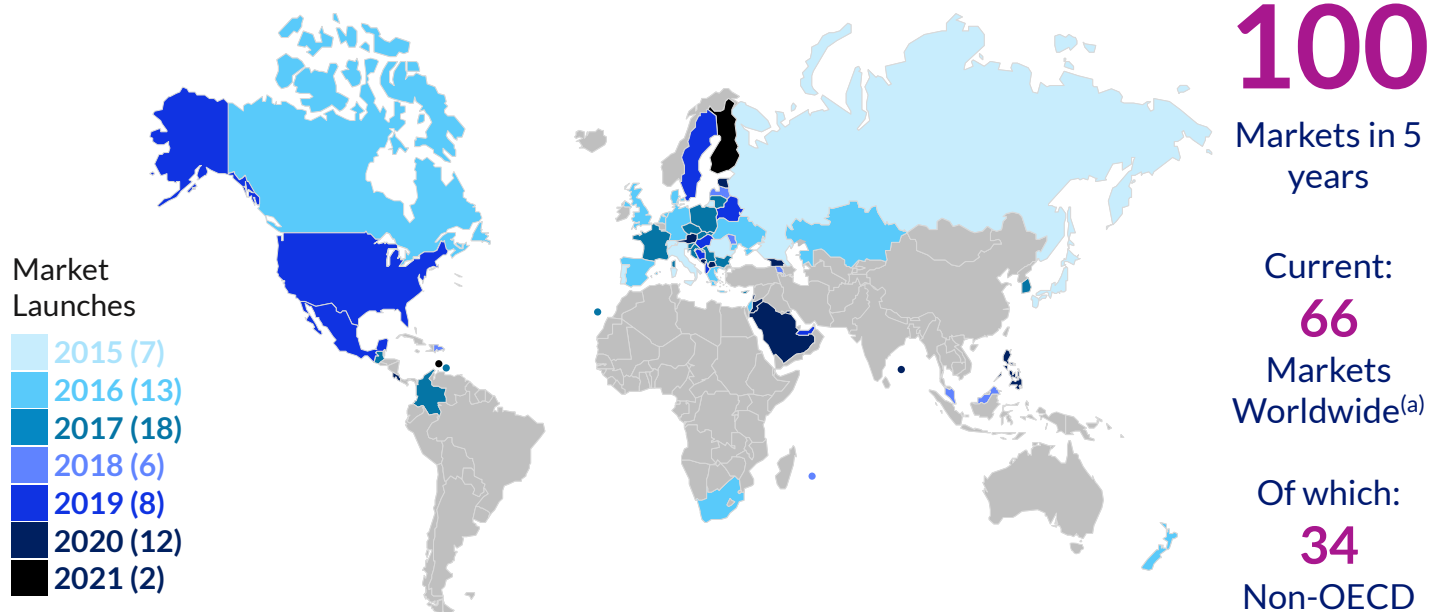 Market
Launches
2015 (7)
2016 (13)
2017 (18)
2018 (6)
2019 (8)
2020 (12)
2021 (2)
100
Markets in 5
years
Current:
66
Markets
Worldwide(a)
Of which:
34
Non-OECD